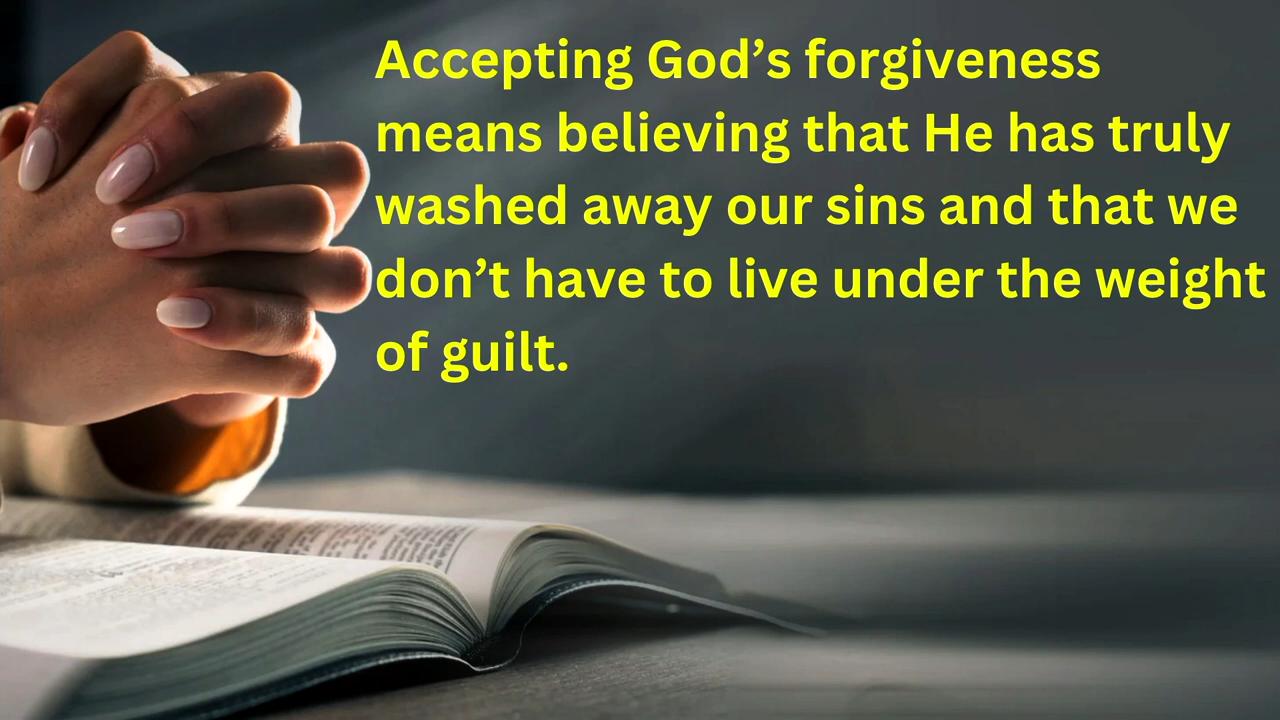 Accepting God’s forgiveness
means believing that He has truly
washed away our sins and that we
don’t have to live under the weight
of guilt.